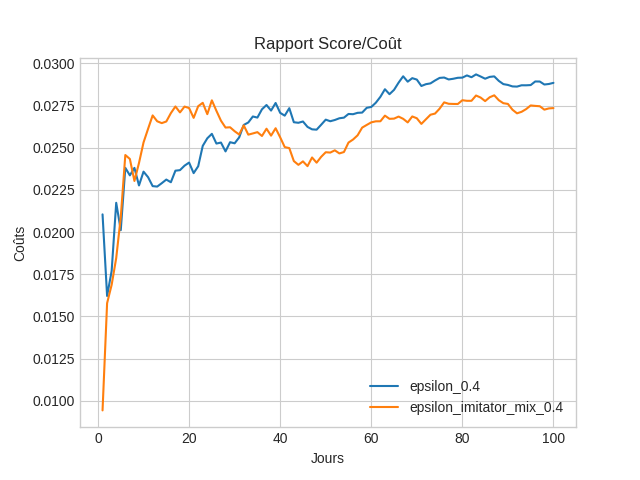 Rapport Score/Coût
0.0300
0.0275
0.0250
0.0225
0.0200
0.0175
0.0150
0.0125
0.0100
Coûts
epsilon_0.4
epsilon_imitator_mix_0.4
0 20 40 60 80 100
Jours